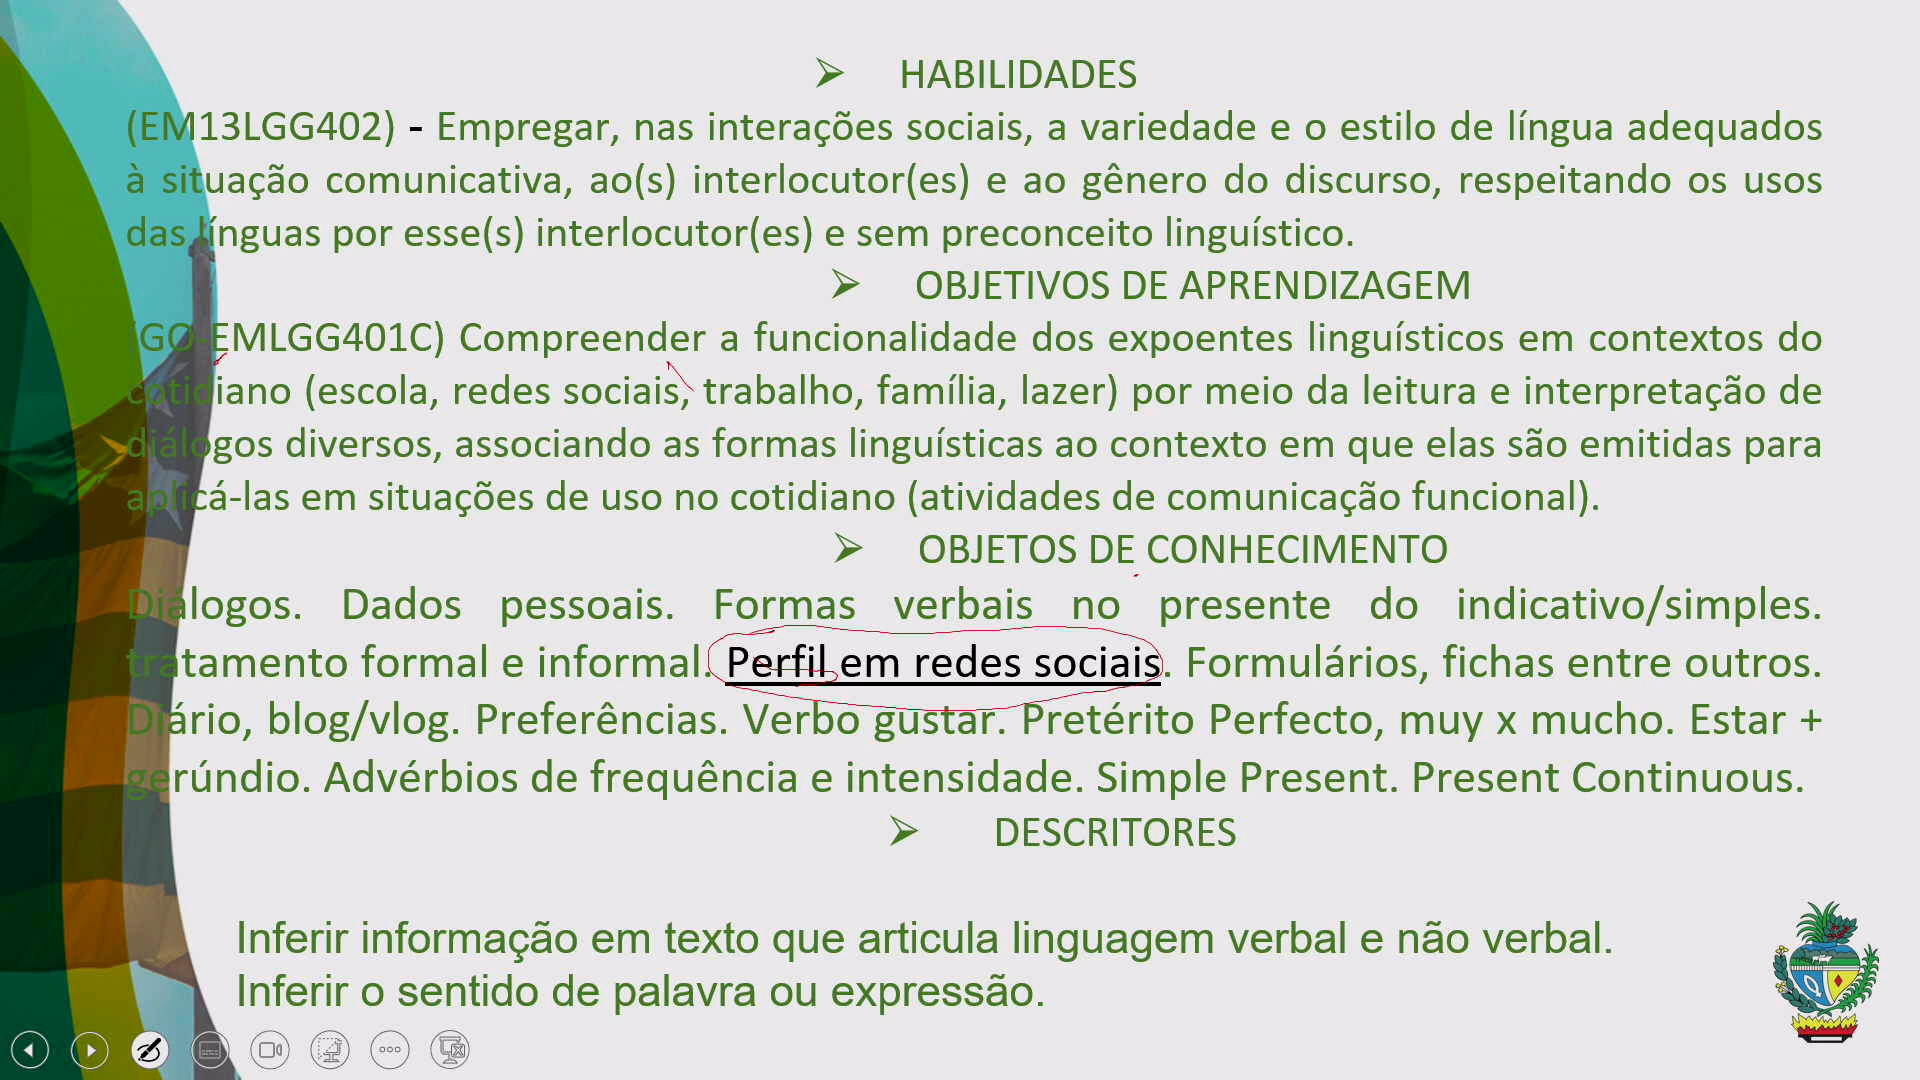 HABILIDADES
(EM13LGG402) - Empregar, nas interações sociais, a variedade e o estilo de língua adequados
à situação comunicativa, ao(s) interlocutor(es) e ao gênero do discurso, respeitando os usos
das línguas por esse(s) interlocutor(es) e sem preconceito linguístico.
OBJETIVOS DE APRENDIZAGEM
(GO-EMLGG401C) Compreender a funcionalidade dos expoentes linguísticos em contextos do
cotidiano (escola, redes sociais, trabalho, família, lazer) por meio da leitura e interpretação de
diálogos diversos, associando as formas linguísticas ao contexto em que elas são emitidas para
aplicá-las em situações de uso no cotidiano (atividades de comunicação funcional).
OBJETOS DE CONHECIMENTO
Diálogos. Dados pessoais. Formas verbais no presente do indicativo/simples.
tratamento formal e informal. Perfil em redes sociais. Formulários, fichas entre outros.
Diário, blog/vlog. Preferências. Verbo gustar. Pretérito Perfecto, muy x mucho. Estar +
gerúndio. Advérbios de frequência e intensidade. Simple Present. Present Continuous.
DESCRITORES
Inferir informação em texto que articula linguagem verbal e não verbal.
Inferir o sentido de palavra ou expressão.